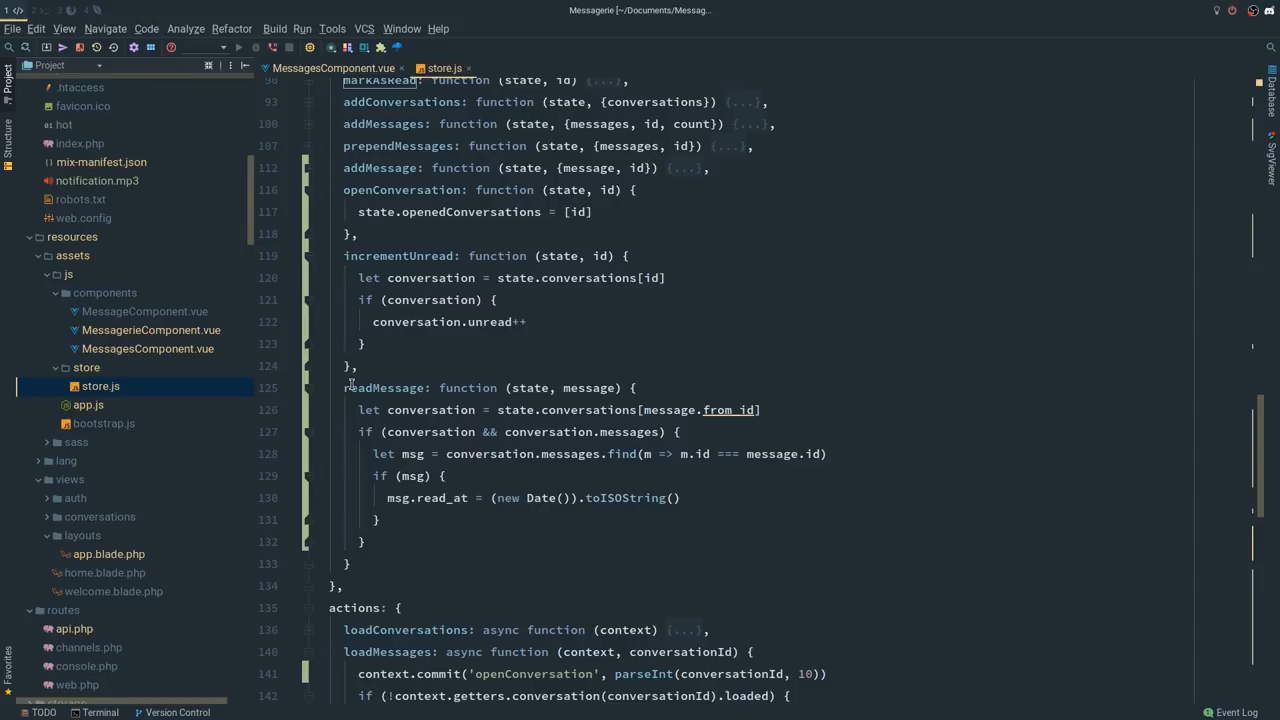 1 </> 2 3 4
Messagerie [~/Documents/Messag...
File Edit View Navigate Code Analyze Refactor Build Run Tools VCS Window Help
Project
MessagesComponent.vue × store.js ×
.htaccess
favicon.ico
hot
index.php
mix-manifest.json
notification.mp3
robots.txt
web.config
resources
assets
js
components
MessageComponent.vue
MessagerieComponent.vue
MessagesComponent.vue
store
store.js
app.js
bootstrap.js
sass
lang
views
auth
conversations
layouts
app.blade.php
home.blade.php
welcome.blade.php
routes
api.php
channels.php
console.php
web.php
storage
90 markAsRead: function (state, id) {...},
93 addConversations: function (state, {conversations}) {...},
100 addMessages: function (state, {messages, id, count}) {...},
107 prependMessages: function (state, {messages, id}) {...},
112 addMessage: function (state, {message, id}) {...},
116 openConversation: function (state, id) {
117 state.openedConversations = [id]
118 },
119 incrementUnread: function (state, id) {
120 let conversation = state.conversations[id]
121 if (conversation) {
122 conversation.unread++
123 }
124 },
125 readMessage: function (state, message) {
126 let conversation = state.conversations[message.from_id]
127 if (conversation && conversation.messages) {
128 let msg = conversation.messages.find(m => m.id === message.id)
129 if (msg) {
130 msg.read_at = (new Date()).toISOString()
131 }
132 }
133 }
134 },
135 actions: {
136 loadConversations: async function (context) {...},
140 loadMessages: async function (context, conversationId) {
141 context.commit('openConversation', parseInt(conversationId, 10))
142 if (!context.getters.conversation(conversationId).loaded) {
Project
Structure
Favorites
Database
SvgViewer
TODO Terminal Version Control Event Log